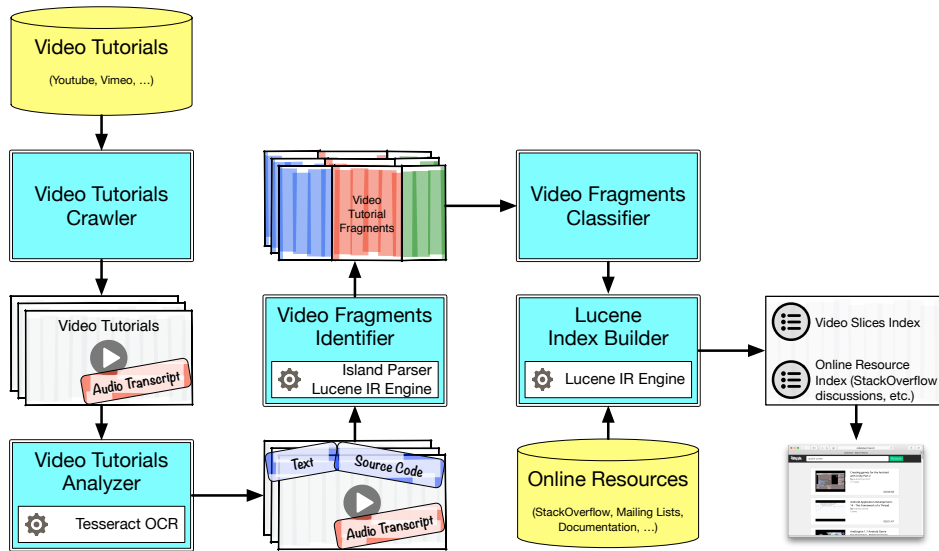 Video Tutorials
(Youtube, Vimeo, …)
Video Tutorials
Crawler
Video Tutorials
Audio Transcript
Video Tutorials
Analyzer
Tesseract OCR
Video
Tutorial
Fragments
Video Fragments
Identifier
Island Parser
Lucene IR Engine
Text
Source Code
Audio Transcript
Video Fragments
Classifier
Lucene
Index Builder
Lucene IR Engine
Online Resources
(StackOverflow, Mailing Lists,
Documentation, …)
Video Slices Index
Online Resource
Index (StackOverflow
discussions, etc.)